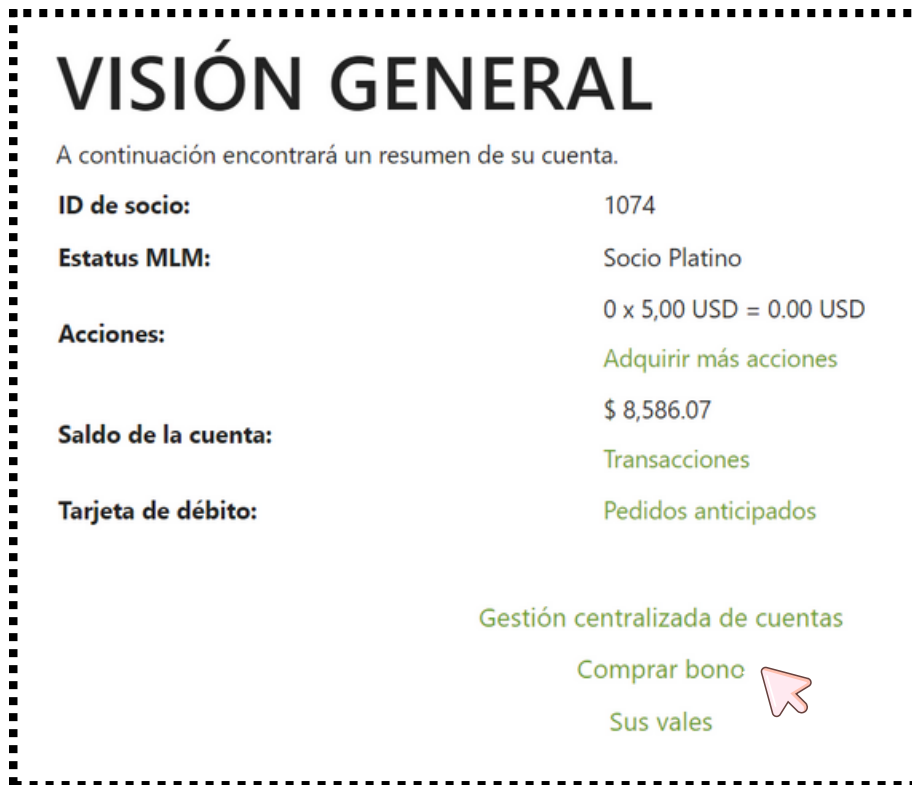 VISIÓN GENERAL
A continuación encontrará un resumen de su cuenta.
ID de socio: 1074
Estatus MLM: Socio Platino
Acciones: 0 x 5,00 USD = 0.00 USD
Adquirir más acciones
Saldo de la cuenta: $ 8,586.07
Transacciones
Tarjeta de débito: Pedidos anticipados
Gestión centralizada de cuentas
Comprar bono
Sus vales